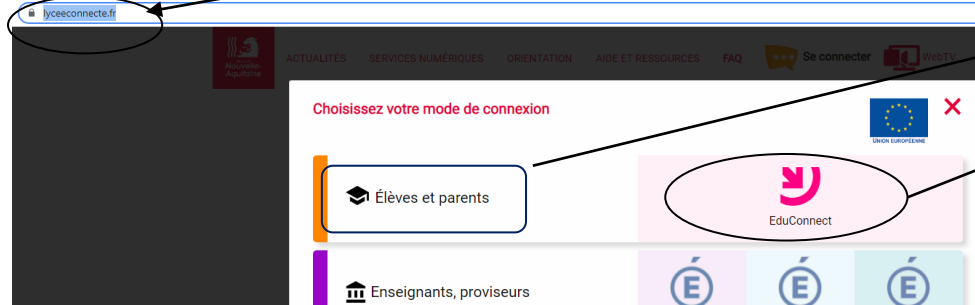 lyceeconnecte.fr
Nouvelle-
Aquitaine
ACTUALITÉS SERVICES NUMÉRIQUES ORIENTATION AIDE ET RESSOURCES FAQ Se connecter WebTV
Choisissez votre mode de connexion
UNION EUROPÉENNE
Élèves et parents
EduConnect
Enseignants, proviseurs
É É É